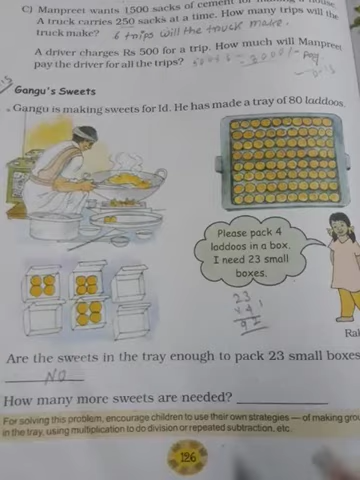 C) Manpreet wants 1500 sacks of cement for making a house.
A truck carries 250 sacks at a time. How many trips will the
truck make? 6 trips will the truck make.
A driver charges Rs 500 for a trip. How much will Manpreet
pay the driver for all the trips? = 3000/- Pay
Gangu's Sweets
Gangu is making sweets for Id. He has made a tray of 80 laddoos.
Please pack 4
laddoos in a box.
I need 23 small
boxes.
23
×4
92
Are the sweets in the tray enough to pack 23 small boxes
No
How many more sweets are needed?
For solving this problem, encourage children to use their own strategies — of making
in the tray, using multiplication to do division or repeated subtraction, etc.
126